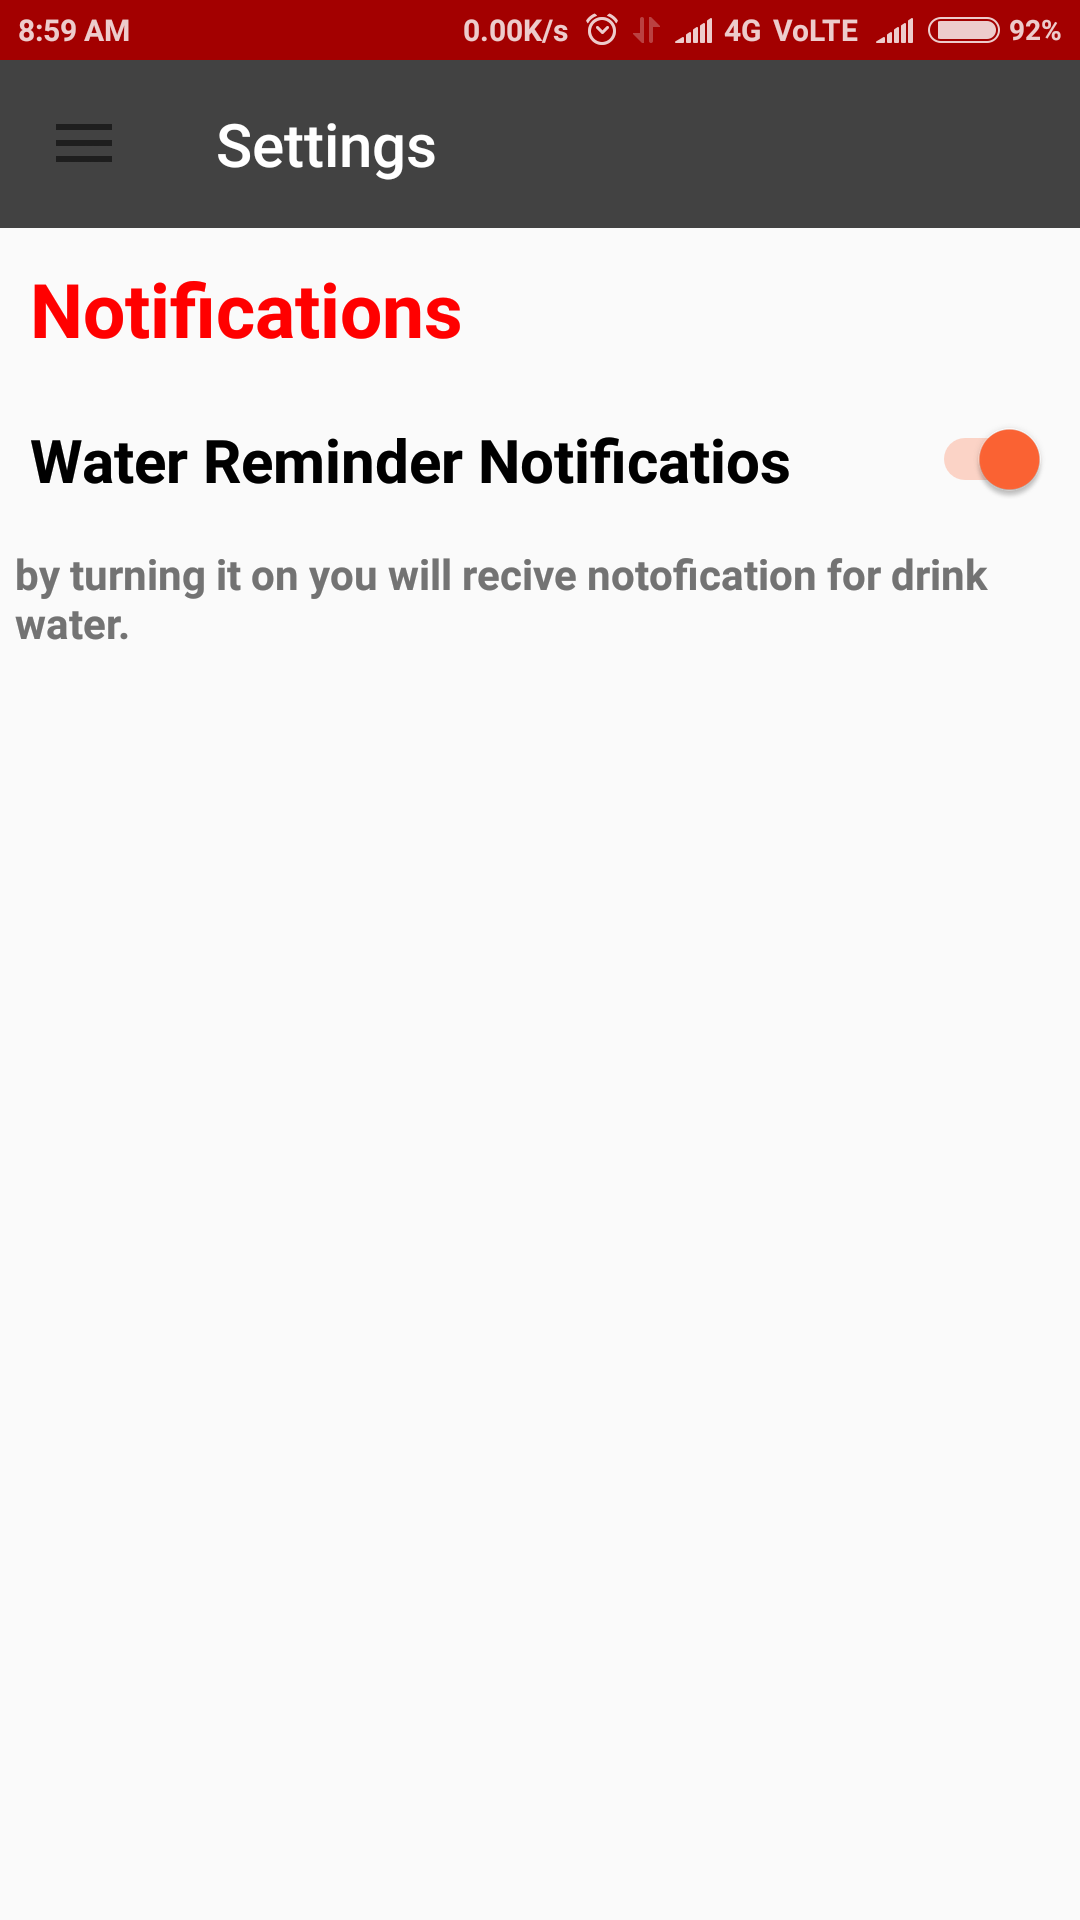 8:59 AM 0.00K/s 4G VoLTE 92%
Settings
Notifications
Water Reminder Notificatios
by turning it on you will recive notofication for drink
water.